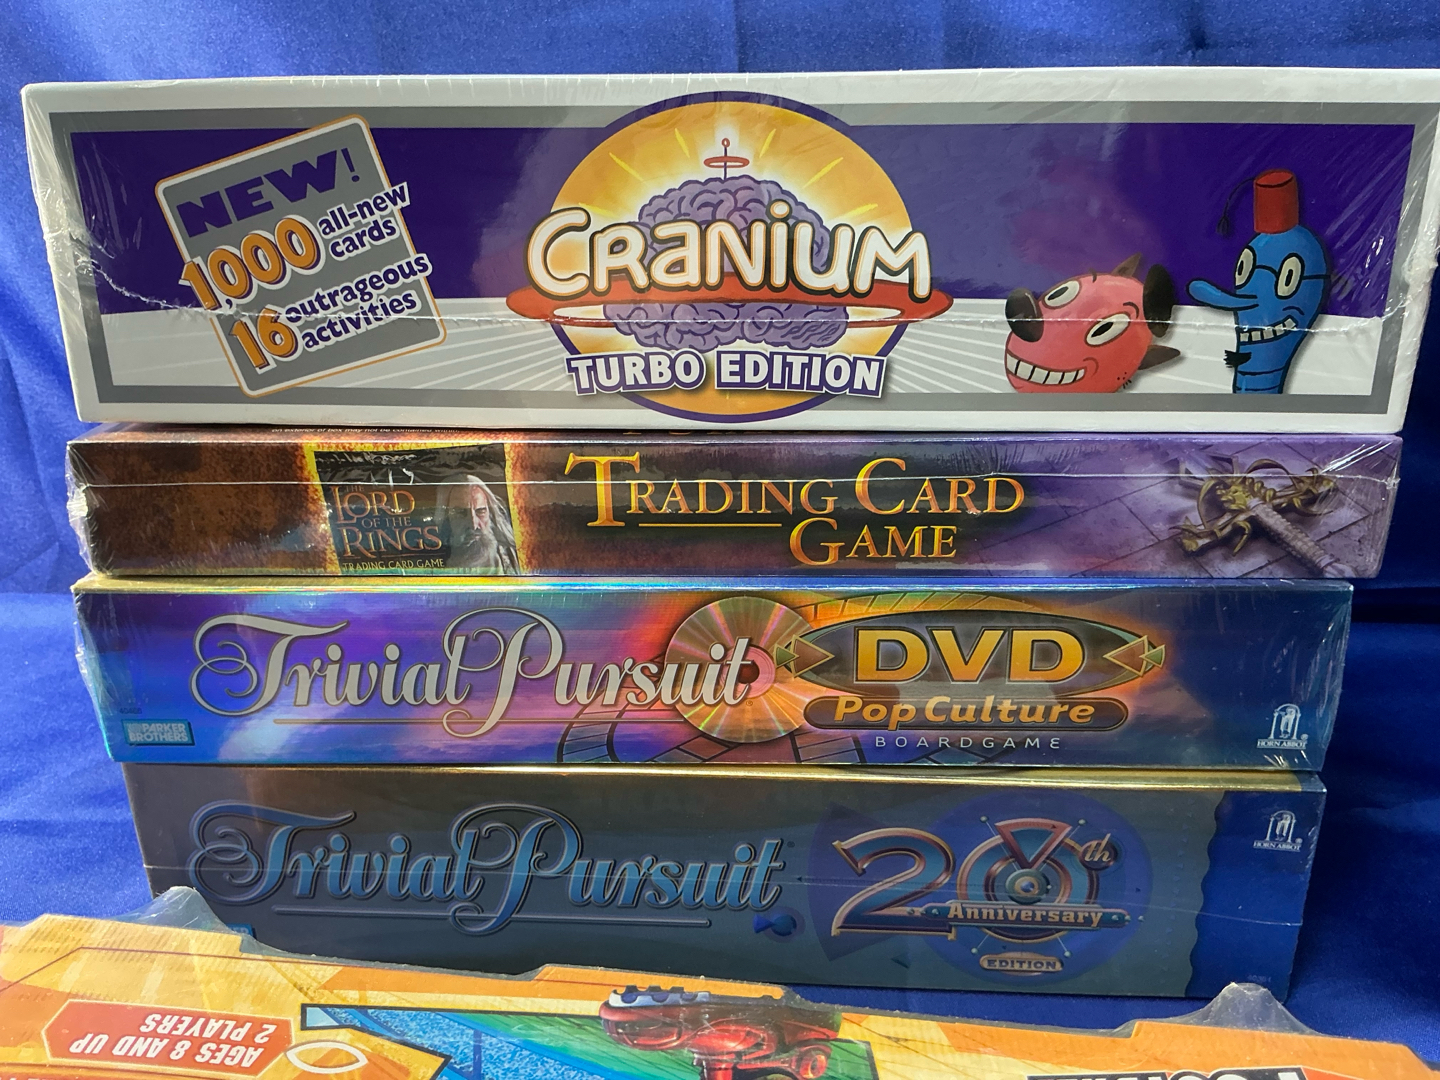 NEW!
1000 all-new
cards
16 outrageous
activities
CRANIUM
TURBO EDITION
THE
LORD
OF THE
RINGS
TRADING CARD GAME
TRADING CARD
GAME
Trivial Pursuit
DVD
Pop Culture
BOARDGAME
PARKER
BROTHERS
HORN ABBOT
Trivial Pursuit
20th
Anniversary
EDITION
HORN ABBOT
AGES 8 AND UP
2 PLAYERS